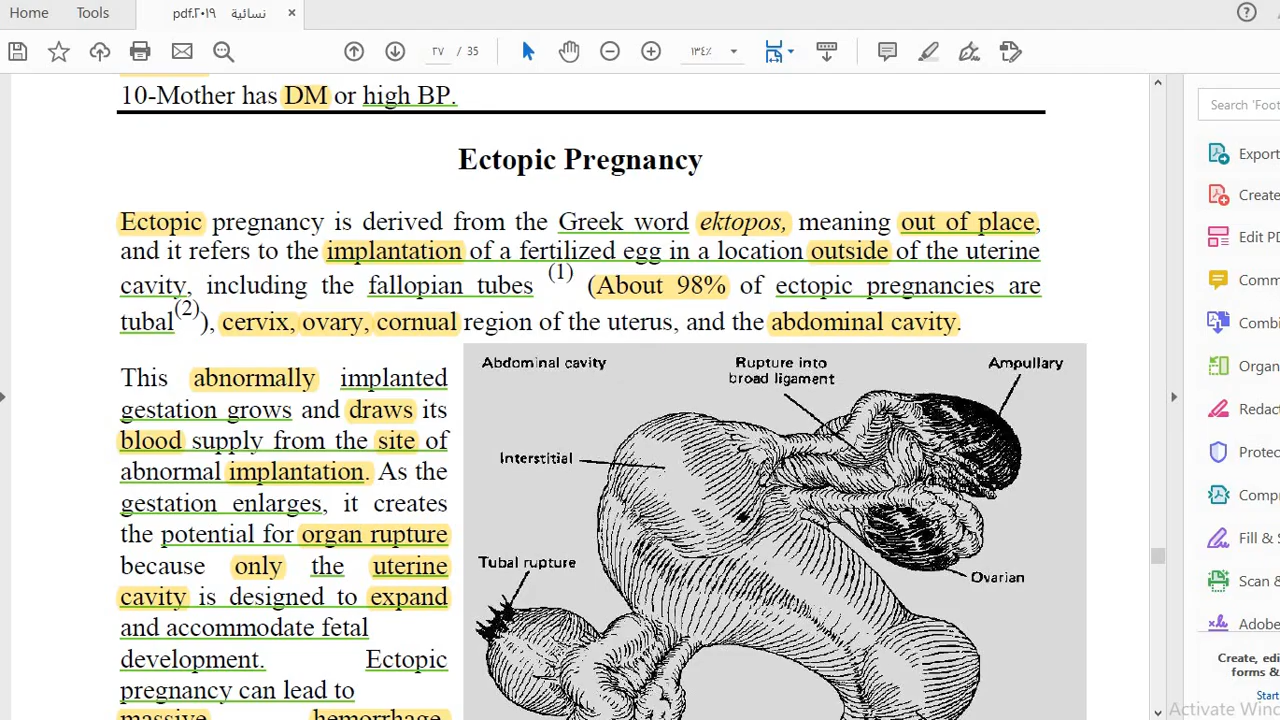 Home Tools نسائية ٢٠١٩.pdf ×
٢٧ / 35 ١٣٤٪
10-Mother has DM or high BP.
Ectopic Pregnancy
Ectopic pregnancy is derived from the Greek word ektopos, meaning out of place,
and it refers to the implantation of a fertilized egg in a location outside of the uterine
cavity, including the fallopian tubes (1) (About 98% of ectopic pregnancies are
tubal(2)), cervix, ovary, cornual region of the uterus, and the abdominal cavity.
This abnormally implanted
gestation grows and draws its
blood supply from the site of
abnormal implantation. As the
gestation enlarges, it creates
the potential for organ rupture
because only the uterine
cavity is designed to expand
and accommodate fetal
development. Ectopic
pregnancy can lead to
massive hemorrhage,
Abdominal cavity
Rupture into
broad ligament
Ampullary
Interstitial
Tubal rupture
Ovarian
Search 'Foot
Export
Create
Edit PD
Comm
Combi
Organ
Redac
Protec
Compr
Fill & S
Scan &
Adobe
Create, edi
forms &
Start
Activate Wind